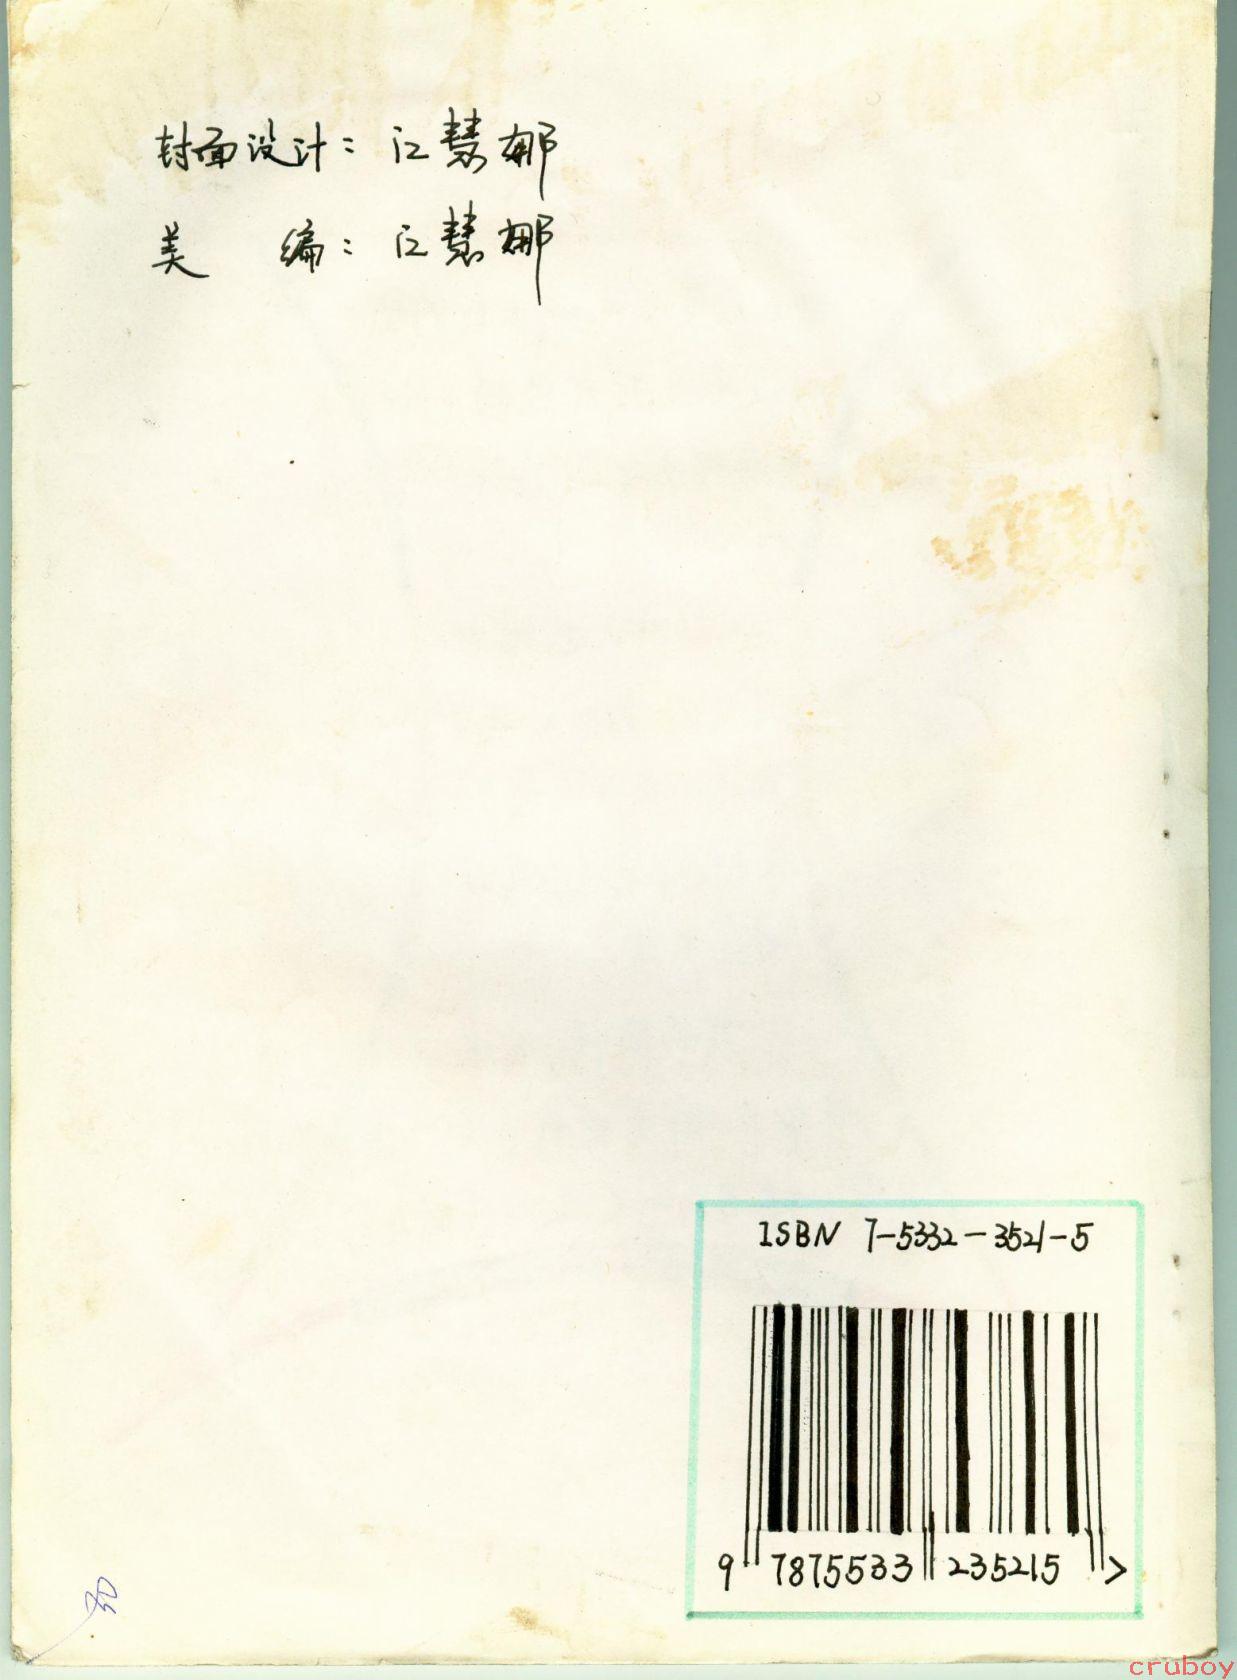 封面设计：江慧娜
美　编：江慧娜
ISBN 7-5332-3521-5
9 7875533 235215 >
cruboy